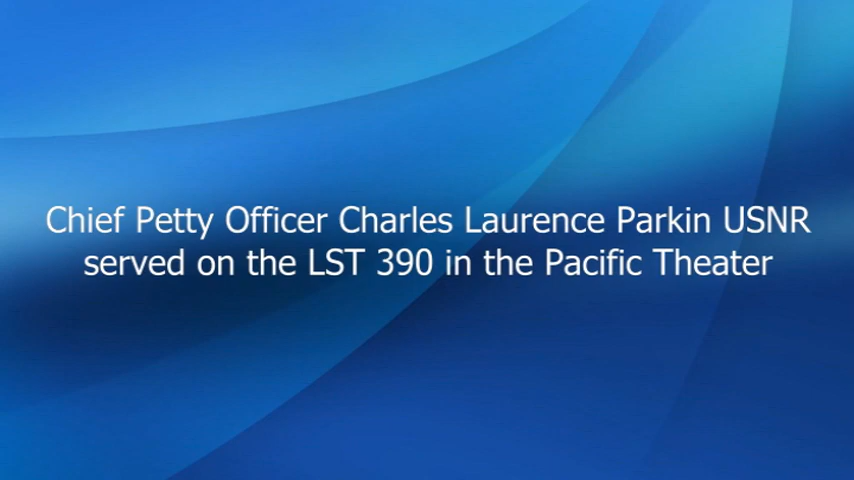 Chief Petty Officer Charles Laurence Parkin USNR
served on the LST 390 in the Pacific Theater